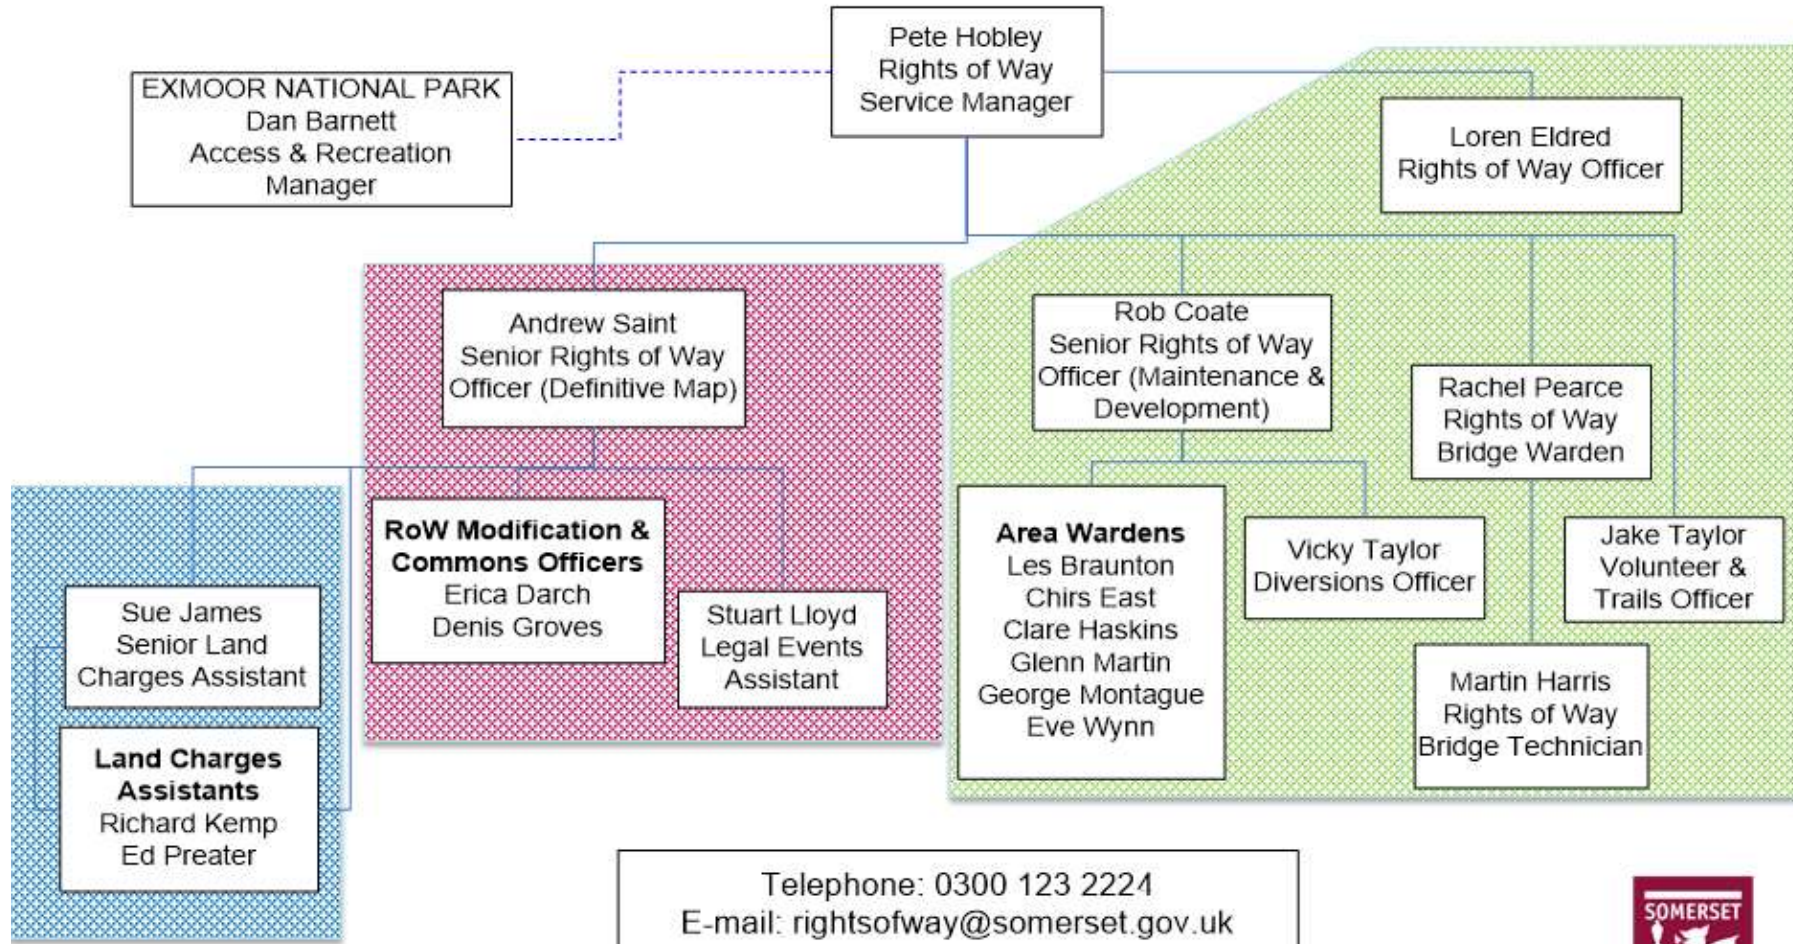 Pete Hobley
Rights of Way
Service Manager
EXMOOR NATIONAL PARK
Dan Barnett
Access & Recreation
Manager
Loren Eldred
Rights of Way Officer
Andrew Saint
Senior Rights of Way
Officer (Definitive Map)
Rob Coate
Senior Rights of Way
Officer (Maintenance &
Development)
Rachel Pearce
Rights of Way
Bridge Warden
RoW Modification &
Commons Officers
Erica Darch
Denis Groves
Stuart Lloyd
Legal Events
Assistant
Area Wardens
Les Braunton
Chirs East
Clare Haskins
Glenn Martin
George Montague
Eve Wynn
Vicky Taylor
Diversions Officer
Jake Taylor
Volunteer &
Trails Officer
Sue James
Senior Land
Charges Assistant
Martin Harris
Rights of Way
Bridge Technician
Land Charges
Assistants
Richard Kemp
Ed Preater
Telephone: 0300 123 2224
E-mail: rightsofway@somerset.gov.uk
SOMERSET